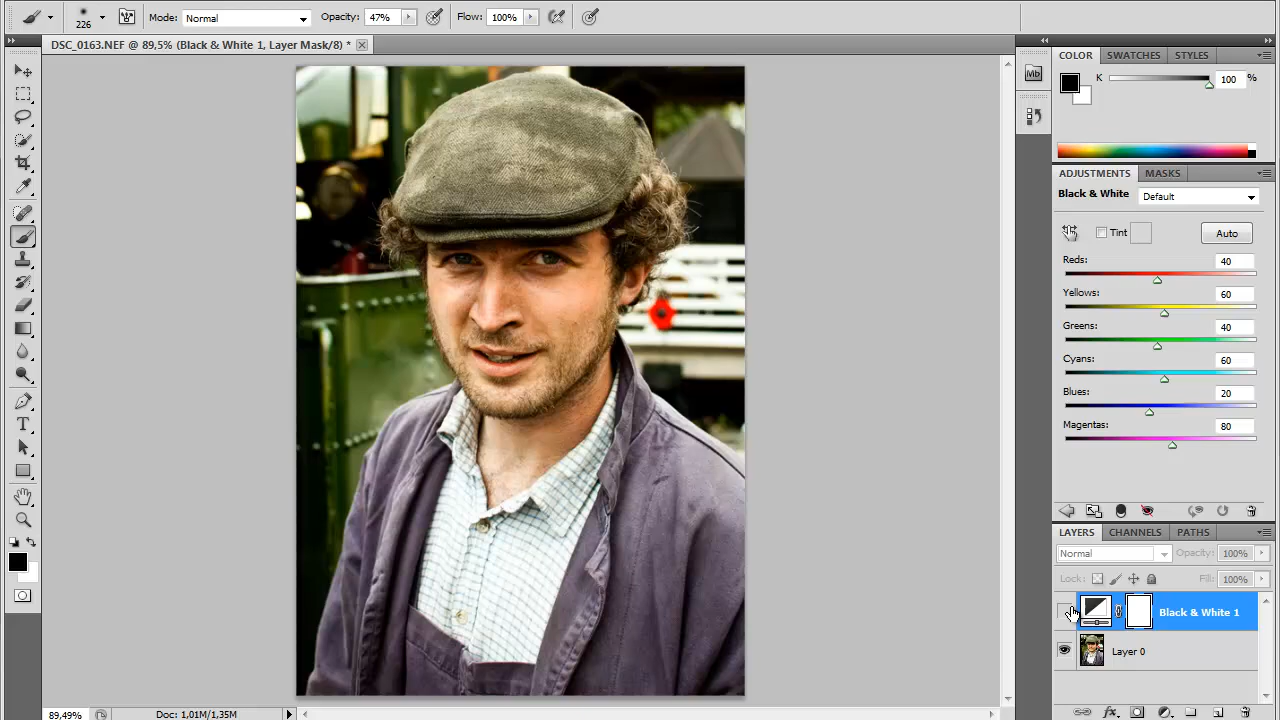 226 Mode: Normal Opacity: 47% Flow: 100%
DSC_0163.NEF @ 89,5% (Black & White 1, Layer Mask/8) *
COLOR SWATCHES STYLES
Mb
K 100 %
ADJUSTMENTS MASKS
Black & White Default
Tint Auto
Reds: 40
Yellows: 60
Greens: 40
Cyans: 60
Blues: 20
Magentas: 80
LAYERS CHANNELS PATHS
Normal Opacity: 100%
Lock: Fill: 100%
Black & White 1
Layer 0
T
fx
89,49% Doc: 1,01M/1,35M